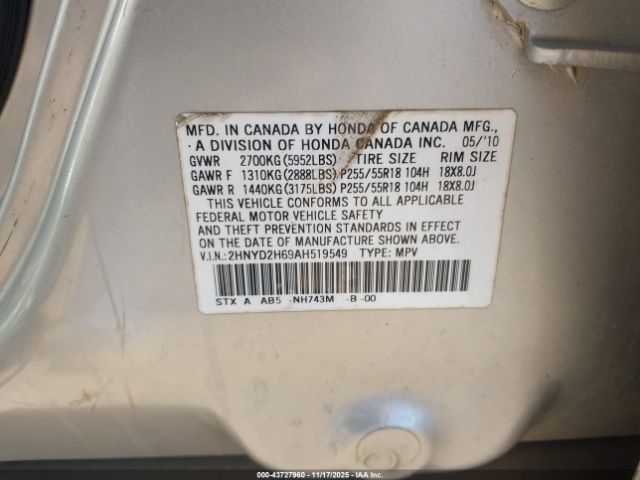 MFD. IN CANADA BY HONDA OF CANADA MFG.,
A DIVISION OF HONDA CANADA INC. 05/'10
GVWR 2700KG(5952LBS) TIRE SIZE RIM SIZE
GAWR F 1310KG(2888LBS)P255/55R18 104H 18X8.0J
GAWR R 1440KG(3175LBS)P255/55R18 104H 18X8.0J
THIS VEHICLE CONFORMS TO ALL APPLICABLE
FEDERAL MOTOR VEHICLE SAFETY
AND THEFT PREVENTION STANDARDS IN EFFECT
ON THE DATE OF MANUFACTURE SHOWN ABOVE.
V.I.N.:2HNYD2H69AH519549 TYPE: MPV
STX A AB5 -NH743M -B-00
© 43727960 - 11/17/2025 - IAAI.COM